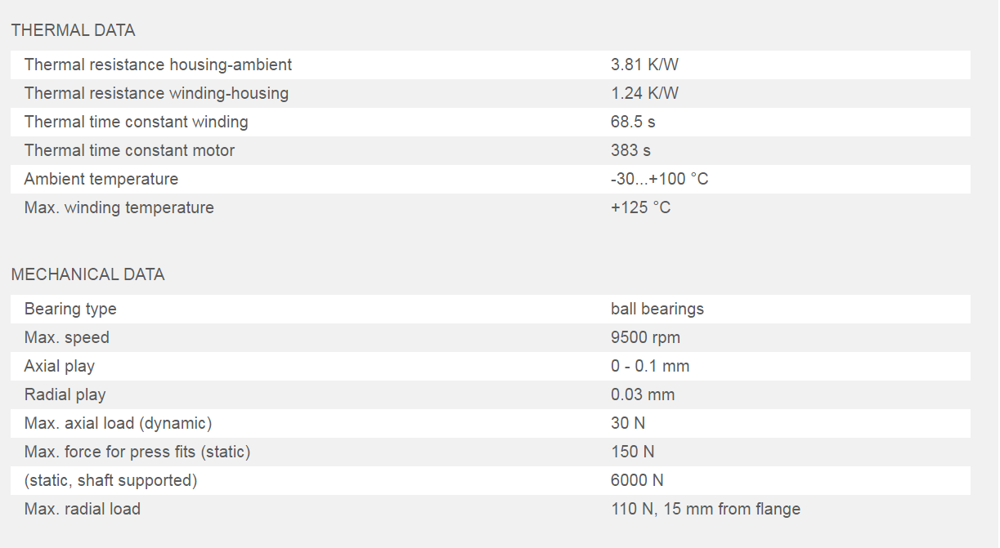 THERMAL DATA
Thermal resistance housing-ambient 3.81 K/W
Thermal resistance winding-housing 1.24 K/W
Thermal time constant winding 68.5 s
Thermal time constant motor 383 s
Ambient temperature -30...+100 °C
Max. winding temperature +125 °C
MECHANICAL DATA
Bearing type ball bearings
Max. speed 9500 rpm
Axial play 0 - 0.1 mm
Radial play 0.03 mm
Max. axial load (dynamic) 30 N
Max. force for press fits (static) 150 N
(static, shaft supported) 6000 N
Max. radial load 110 N, 15 mm from flange